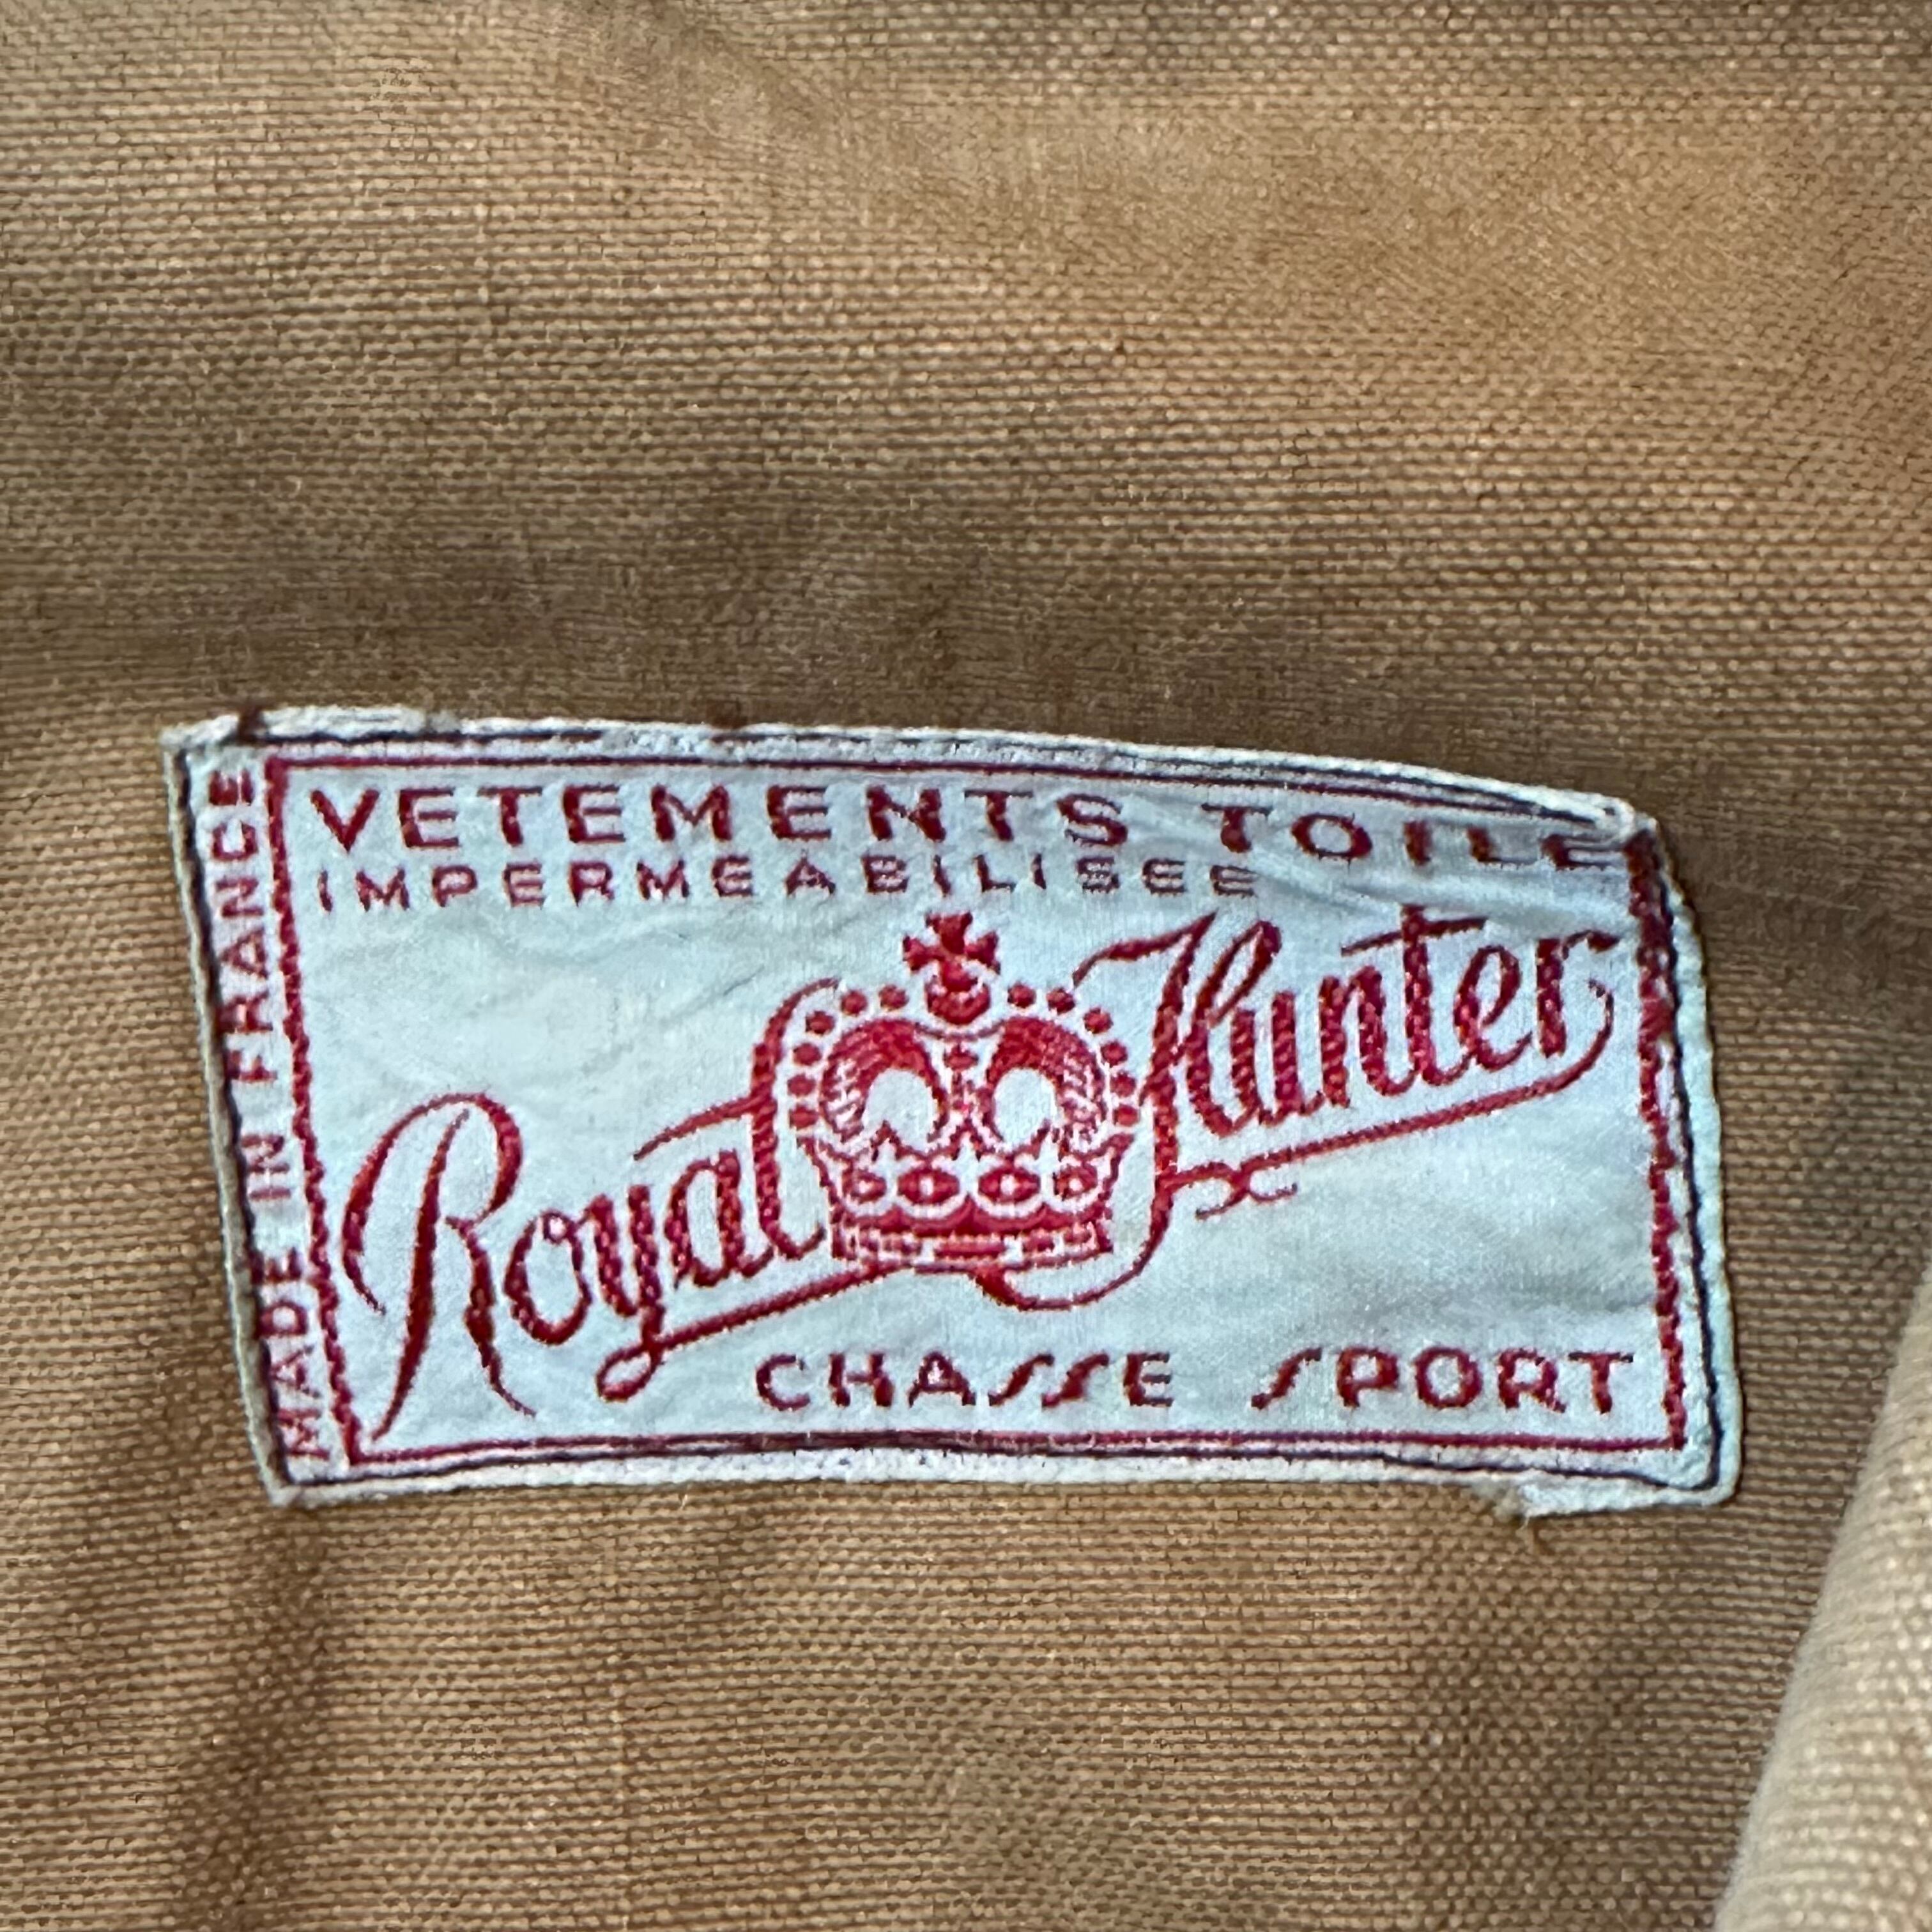 VETEMENTS TOILE
IMPERMEABILISEE
Royal Hunter
CHASSE SPORT
MADE IN FRANCE